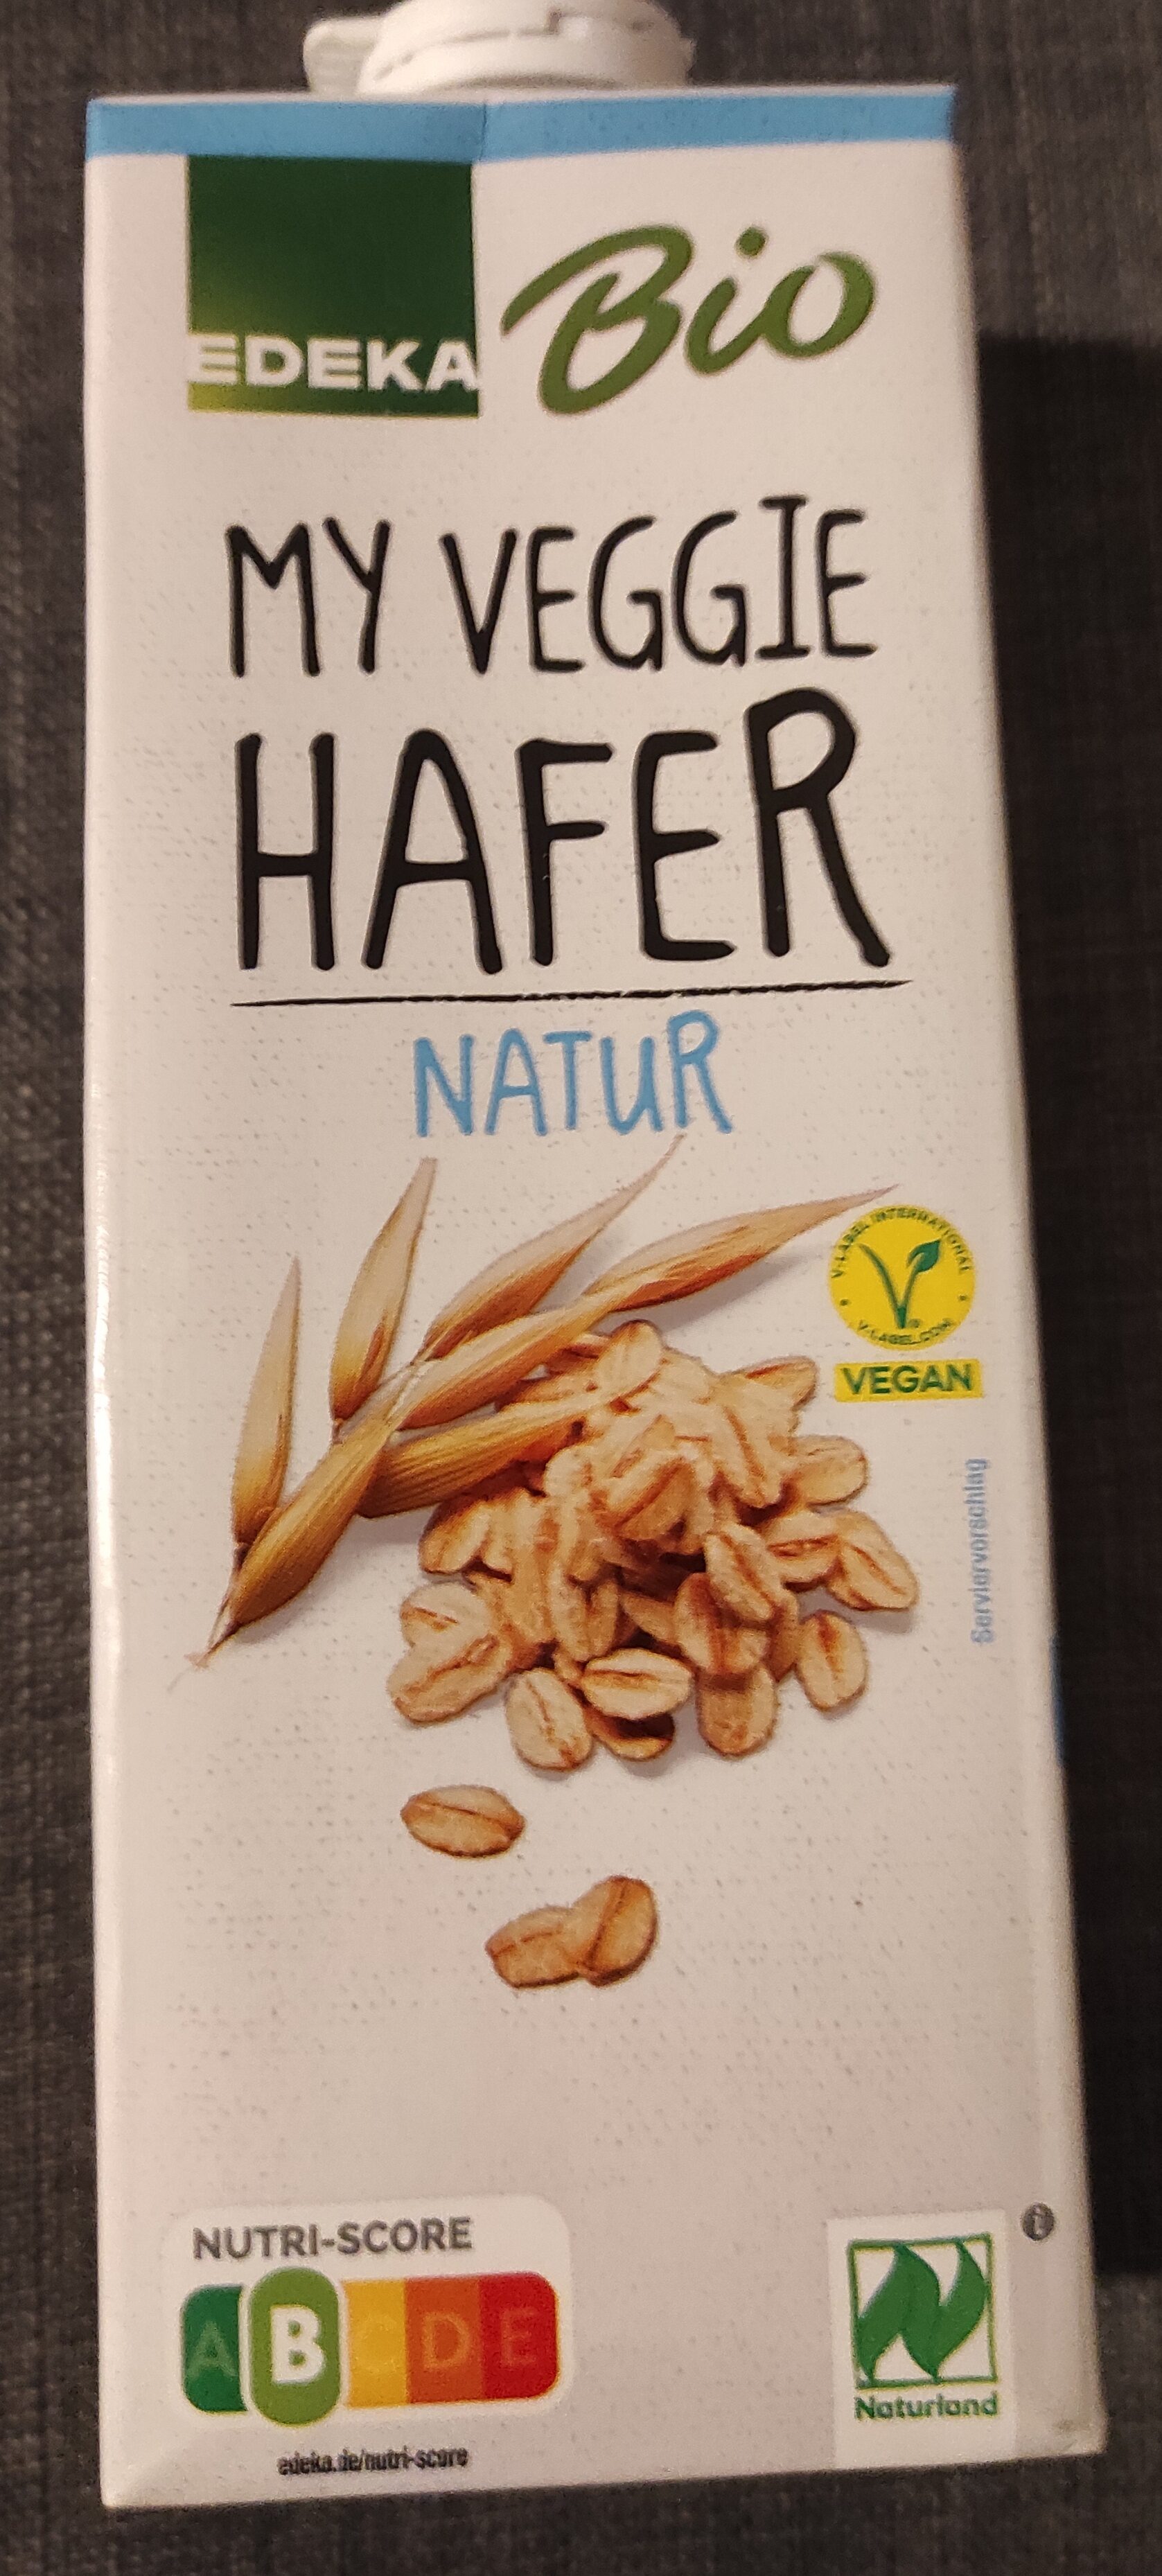 EDEKA Bio
MY VEGGIE
HAFER
NATUR
V-LABEL INTERNATIONAL
V-LABEL.COM
VEGAN
Serviervorschlag
NUTRI-SCORE
A B C D E
edeka.de/nutri-score
Naturland
i